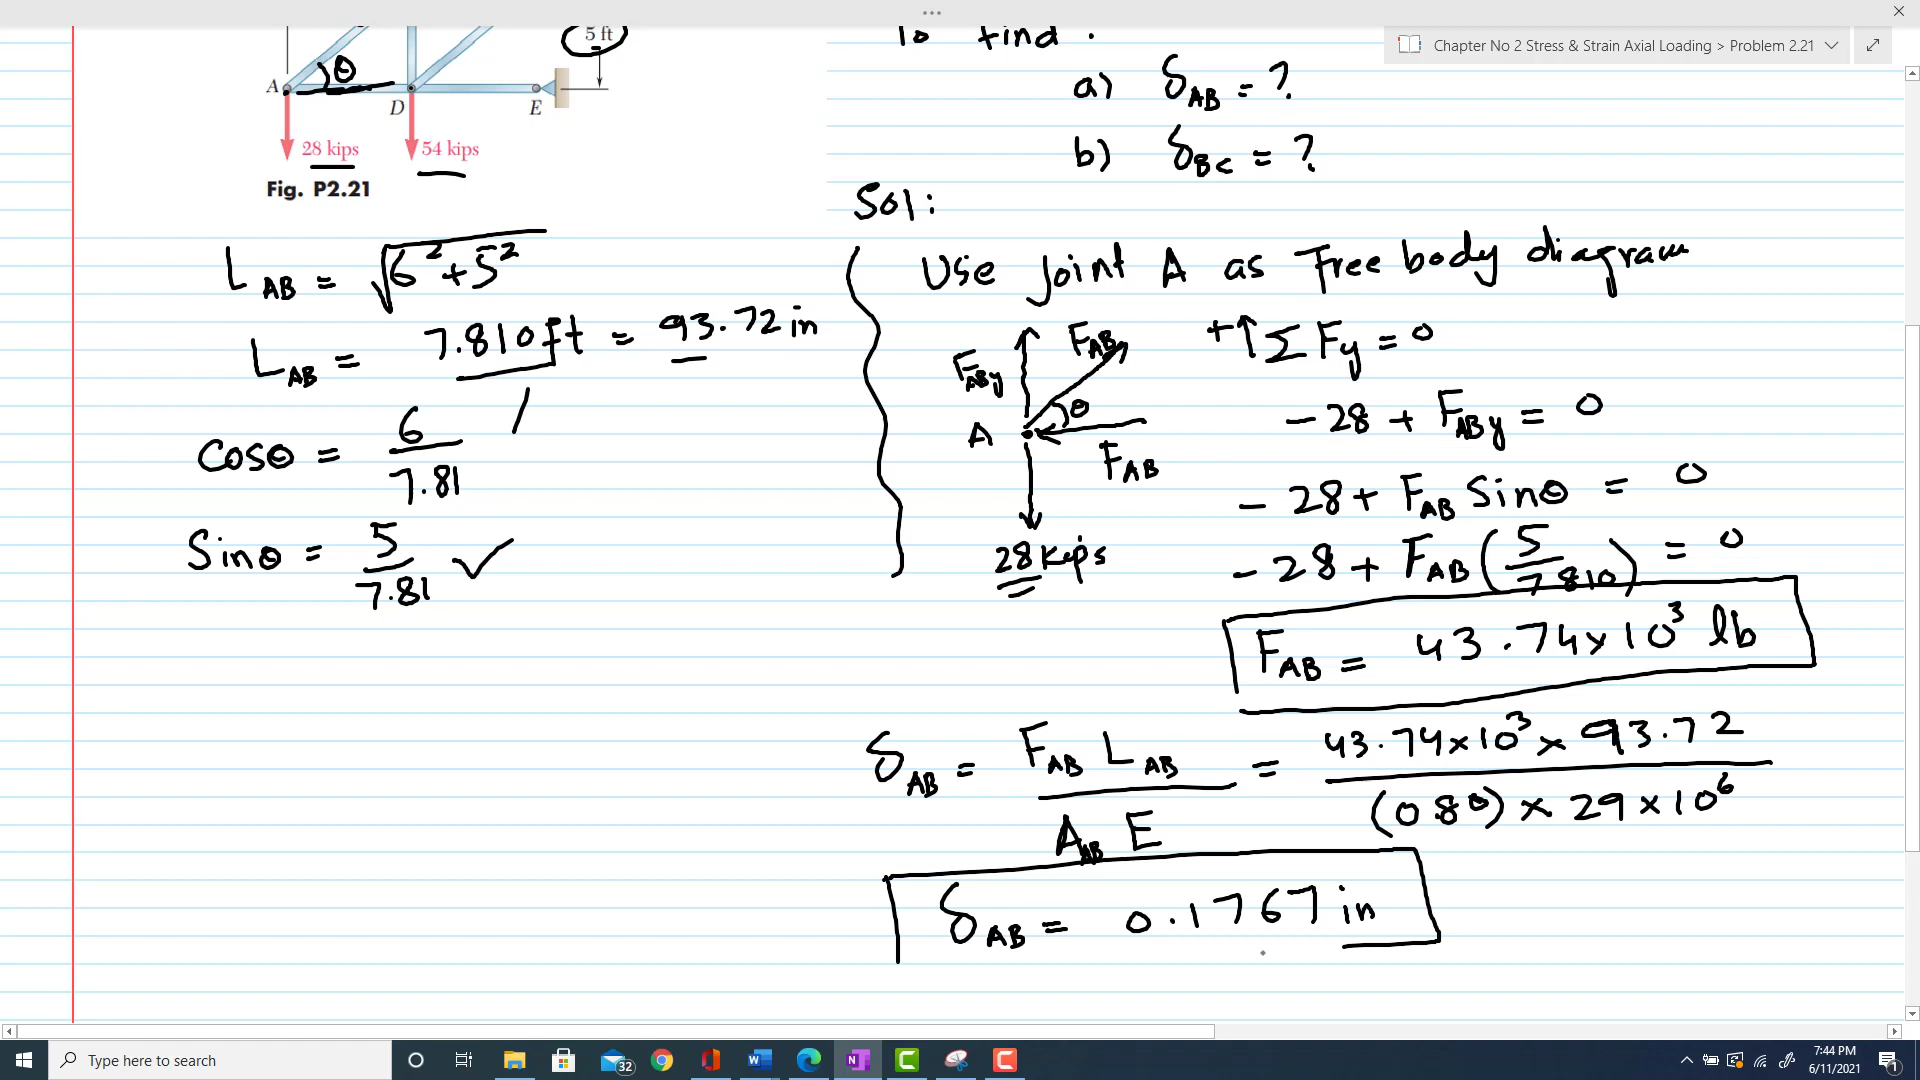 To find .
Chapter No 2 Stress & Strain Axial Loading > Problem 2.21
5 ft
A θ D E
28 kips 54 kips
Fig. P2.21
a) δAB = ?
b) δBC = ?
Sol:
LAB = √6² + 5²
LAB = 7.810 ft = 93.72 in
Cosθ = 6/7.81
Sinθ = 5/7.81 ✓
Use joint A as Free body diagram
FABy FAB
θ
A FAB
28 kips
+↑ Σ Fy = 0
- 28 + FABy = 0
- 28 + FAB Sinθ = 0
- 28 + FAB (5/7.810) = 0
FAB = 43.74 x 10³ lb
δAB = FAB LAB / AAB E = 43.74 x 10³ x 93.72 / (0.80) x 29 x 10⁶
δAB = 0.1767 in
Type here to search
32
7:44 PM
6/11/2021
1